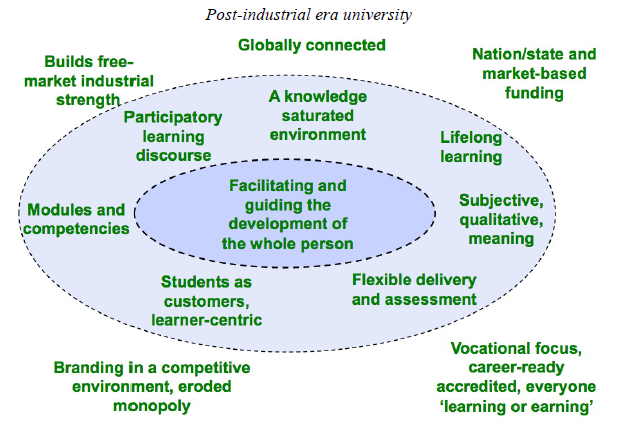 Post-industrial era university
Globally connected
Builds free-
market industrial
strength
Nation/state and
market-based
funding
A knowledge
saturated
environment
Participatory
learning
discourse
Lifelong
learning
Facilitating and
guiding the
development of
the whole person
Modules and
competencies
Subjective,
qualitative,
meaning
Students as
customers,
learner-centric
Flexible delivery
and assessment
Branding in a competitive
environment, eroded
monopoly
Vocational focus,
career-ready
accredited, everyone
‘learning or earning’